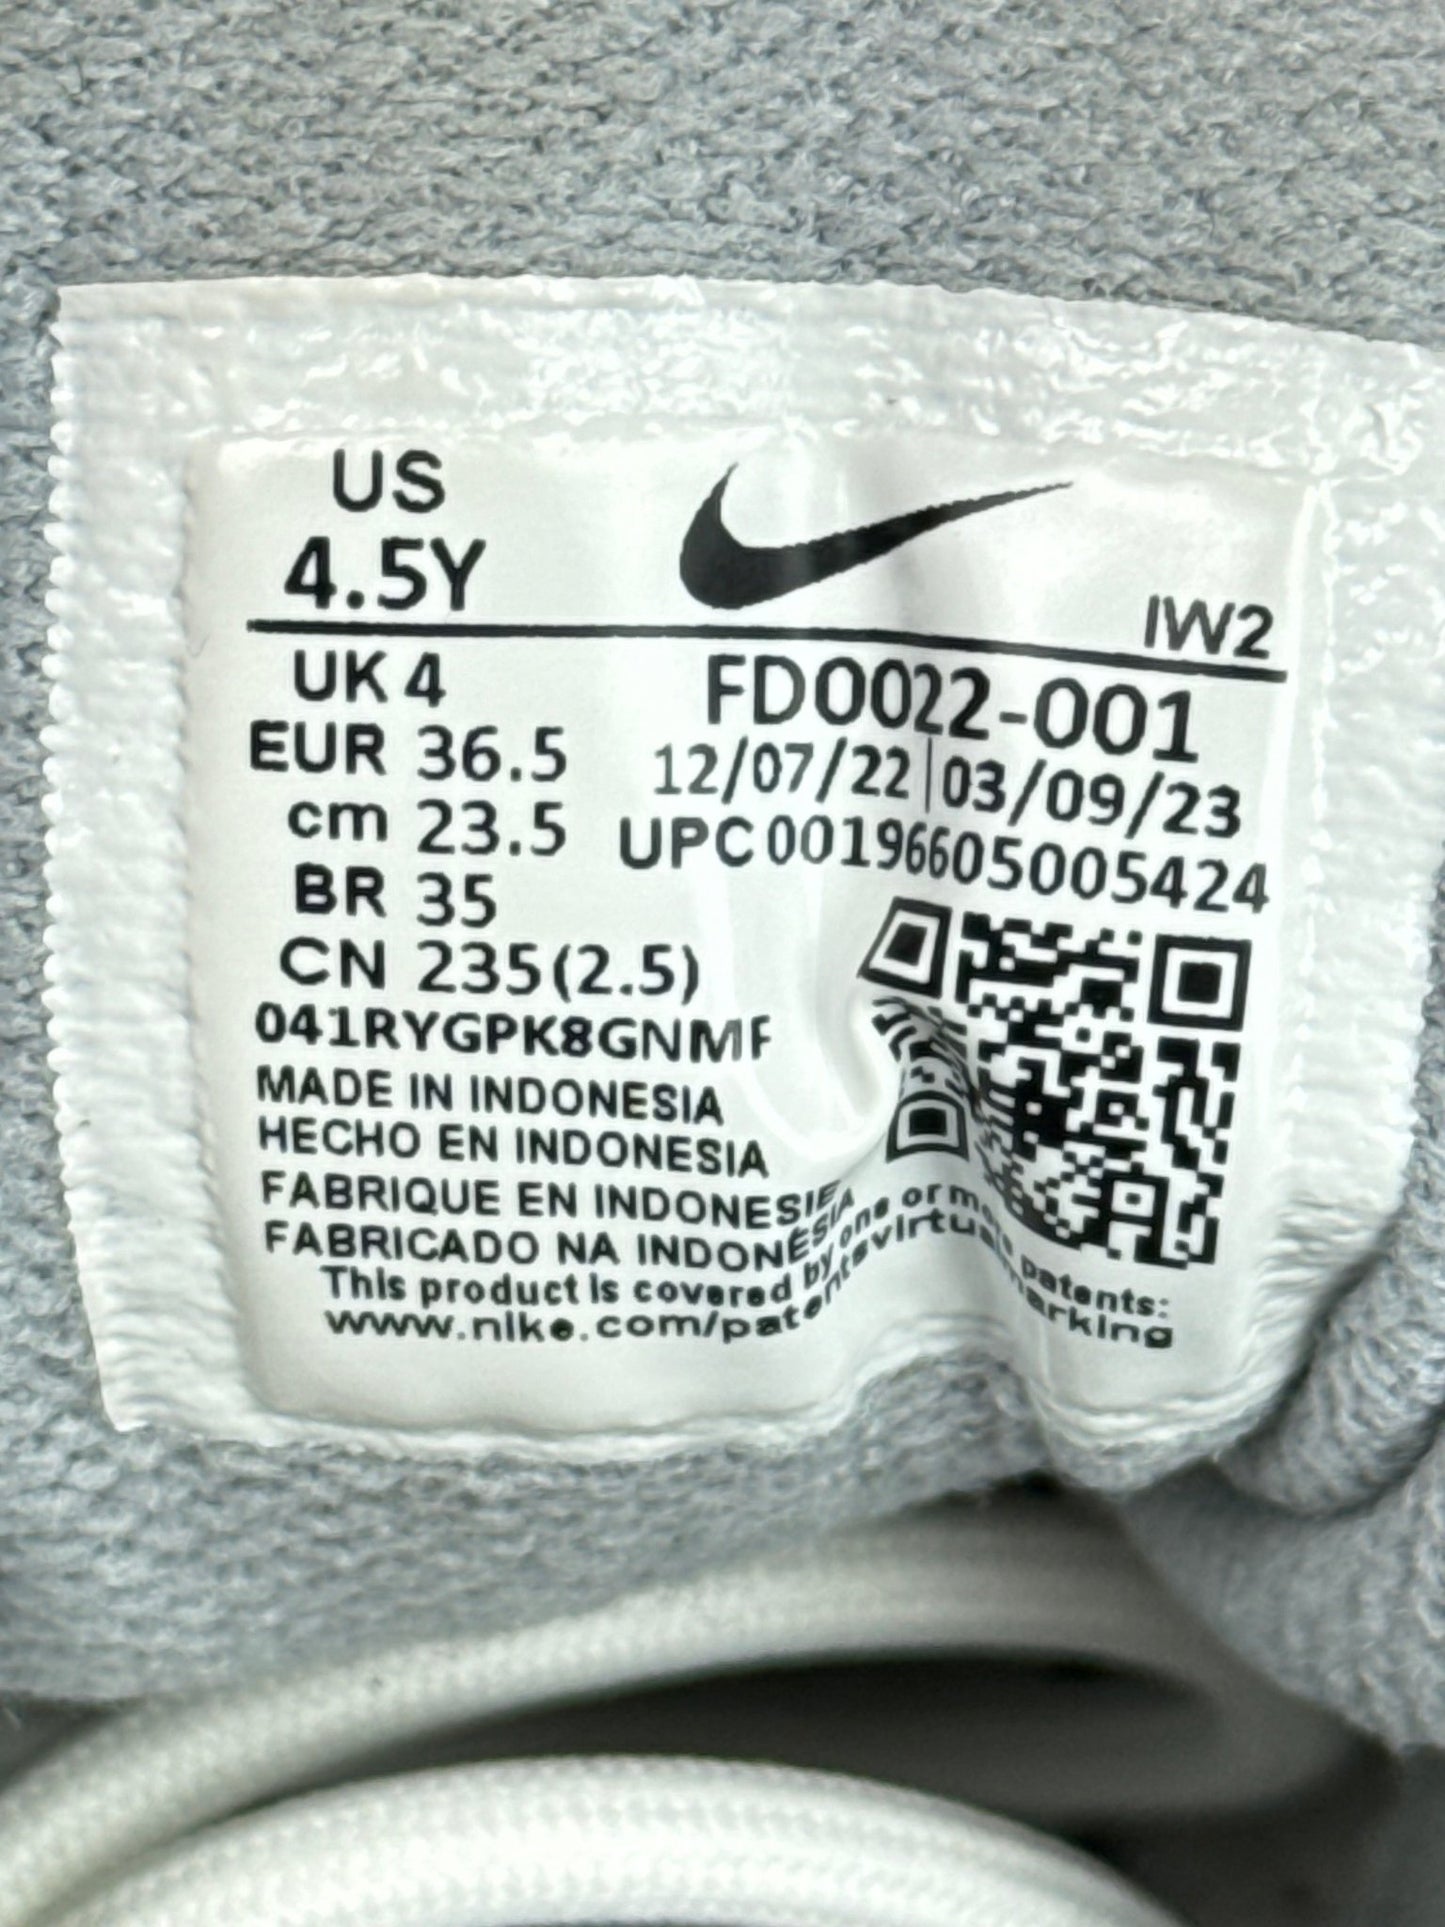 US
4.5Y
IW2
UK 4
EUR 36.5
cm 23.5
BR 35
CN 235(2.5)
FD0022-001
12/07/22|03/09/23
UPC 00196605005424
041RYGPK8GNMF
MADE IN INDONESIA
HECHO EN INDONESIA
FABRIQUE EN INDONESIE
FABRICADO NA INDONÉSIA
This product is covered by one or more patents:
www.nike.com/patentsvirtualmarking